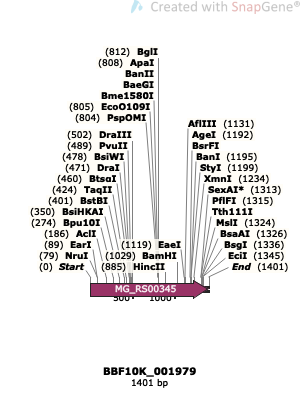 Created with SnapGene®
(812) BglI
(808) ApaI
BanII
BaeGI
Bme1580I
(805) EcoO109I
(804) PspOMI
(502) DraIII
(489) PvuII
(478) BsiWI
(471) DraI
(460) BtsαI
(424) TaqII
(401) BstBI
(350) BsiHKAI
(274) Bpu10I
(186) AclI
(89) EarI
(79) NruI
(0) Start
(1119) EaeI
(1029) BamHI
(885) HincII
AflIII (1131)
AgeI (1192)
BsrFI
BanI (1195)
StyI (1199)
XmnI (1234)
SexAI* (1313)
PflFI (1315)
Tth111I
MslI (1324)
BsaAI (1326)
BsgI (1336)
EciI (1345)
End (1401)
MG_RS00345
500
1000
BBF10K_001979
1401 bp